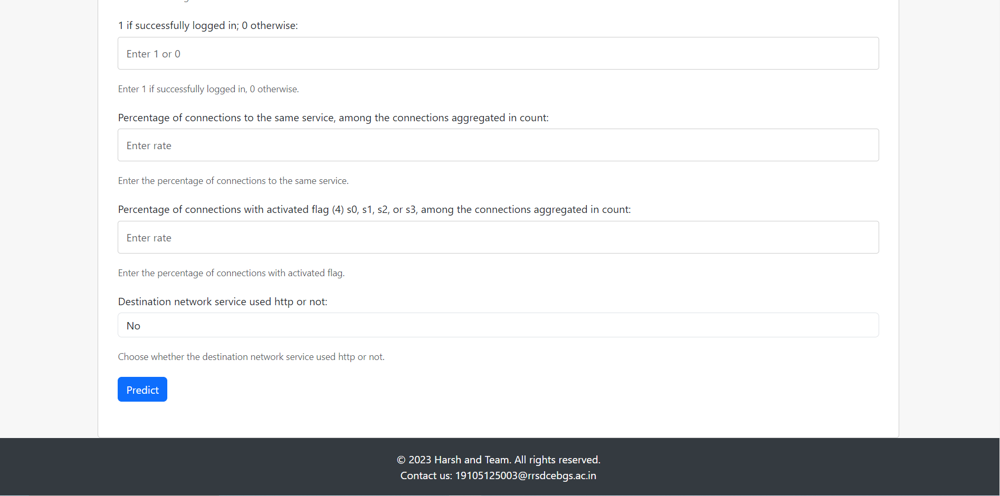 1 if successfully logged in; 0 otherwise:
Enter 1 or 0
Enter 1 if successfully logged in, 0 otherwise.
Percentage of connections to the same service, among the connections aggregated in count:
Enter rate
Enter the percentage of connections to the same service.
Percentage of connections with activated flag (4) s0, s1, s2, or s3, among the connections aggregated in count:
Enter rate
Enter the percentage of connections with activated flag.
Destination network service used http or not:
No
Choose whether the destination network service used http or not.
Predict
© 2023 Harsh and Team. All rights reserved.
Contact us: 19105125003@rrsdcebgs.ac.in